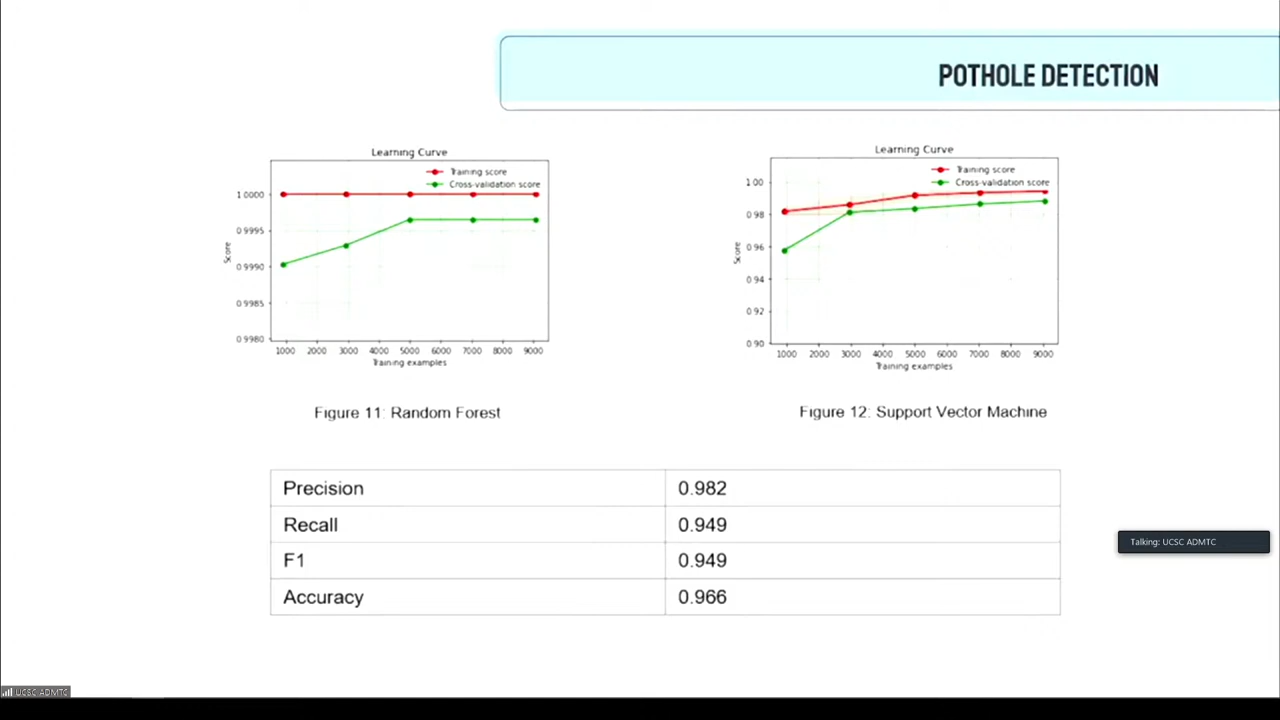 POTHOLE DETECTION
Learning Curve
Training score
Cross-validation score
1.0000
0.9995
0.9990
0.9985
0.9980
Score
1000 2000 3000 4000 5000 6000 7000 8000 9000
Training examples
Figure 11: Random Forest
Learning Curve
Training score
Cross-validation score
1.00
0.98
0.96
0.94
0.92
0.90
Score
1000 2000 3000 4000 5000 6000 7000 8000 9000
Training examples
Figure 12: Support Vector Machine
Precision 0.982
Recall 0.949
F1 0.949
Accuracy 0.966
Talking: UCSC ADMTC
UCSC ADMTC